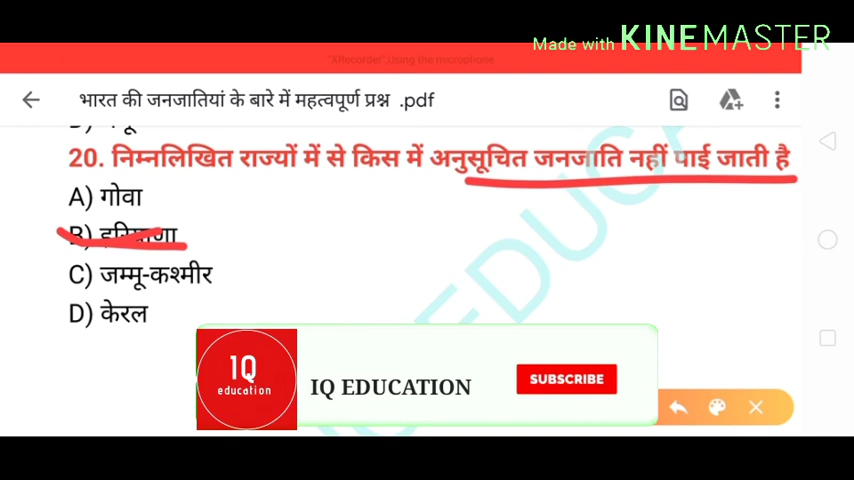 Made with KINEMASTER
"XRecorder".Using the microphone
भारत की जनजातियां के बारे में महत्वपूर्ण प्रश्न .pdf
20. निम्नलिखित राज्यों में से किस में अनुसूचित जनजाति नहीं पाई जाती है
A) गोवा
B) हरियाणा
C) जम्मू-कश्मीर
D) केरल
1Q
education
IQ EDUCATION
SUBSCRIBE